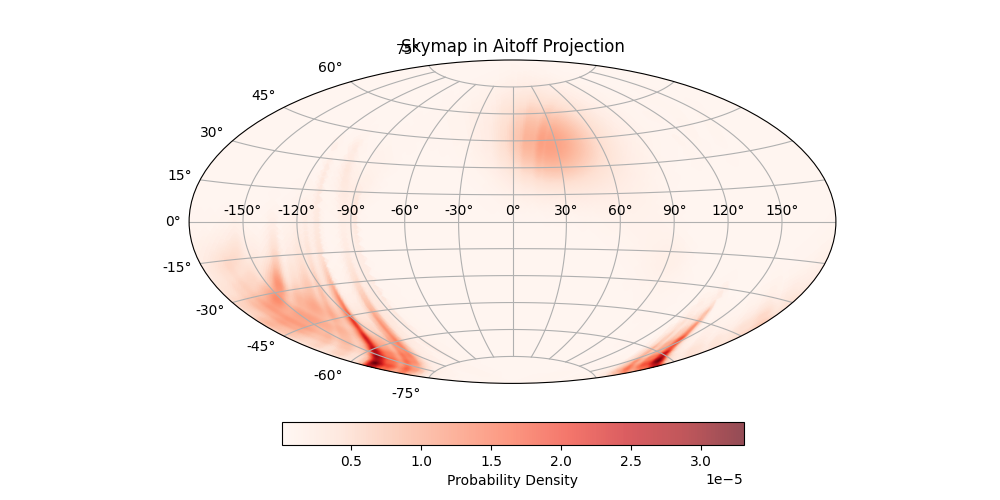 75°
Skymap in Aitoff Projection
60°
45°
30°
15°
0° -150° -120° -90° -60° -30° 0° 30° 60° 90° 120° 150°
-15°
-30°
-45°
-60°
-75°
0.5 1.0 1.5 2.0 2.5 3.0
1e−5
Probability Density